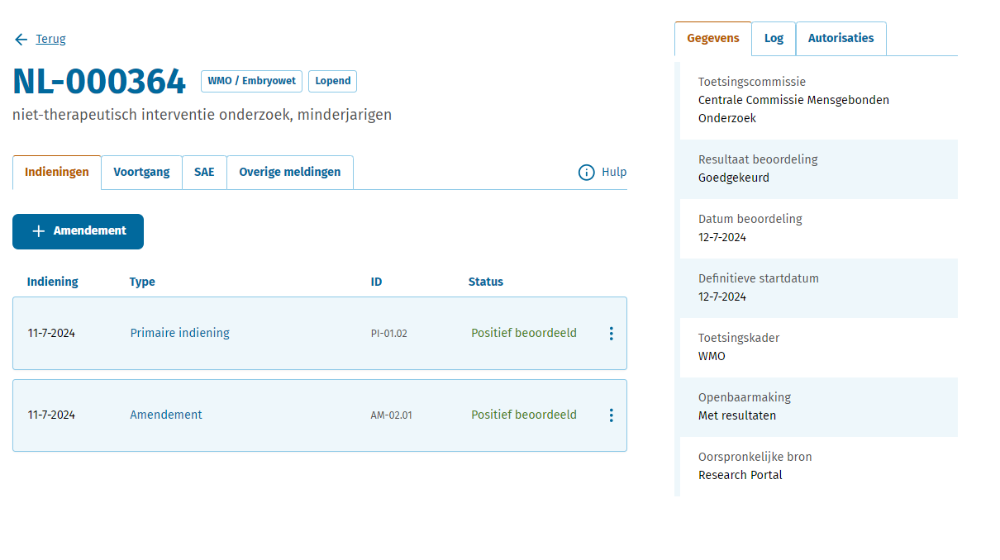 Terug
NL-000364 WMO / Embryowet Lopend
niet-therapeutisch interventie onderzoek, minderjarigen
Indieningen Voortgang SAE Overige meldingen Hulp
Amendement
Indiening Type ID Status
11-7-2024 Primaire indiening PI-01.02 Positief beoordeeld
11-7-2024 Amendement AM-02.01 Positief beoordeeld
Gegevens Log Autorisaties
Toetsingscommissie
Centrale Commissie Mensgebonden
Onderzoek
Resultaat beoordeling
Goedgekeurd
Datum beoordeling
12-7-2024
Definitieve startdatum
12-7-2024
Toetsingskader
WMO
Openbaarmaking
Met resultaten
Oorspronkelijke bron
Research Portal